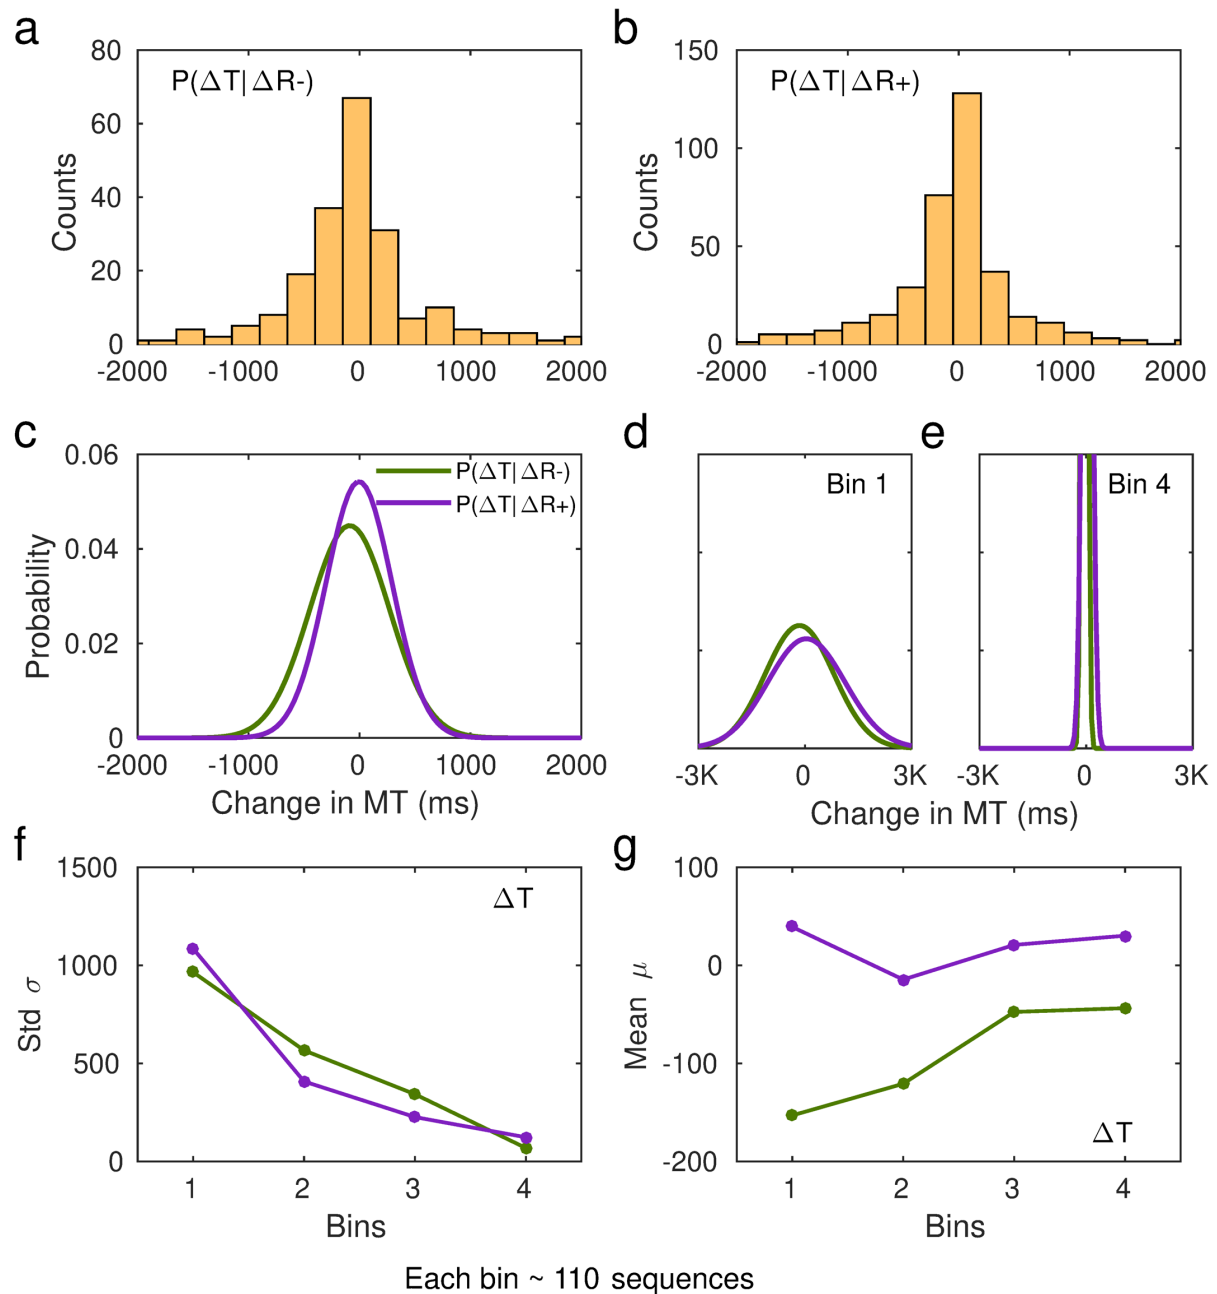 a
P(ΔT|ΔR-)
Counts
80
60
40
20
0
-2000 -1000 0 1000 2000
b
P(ΔT|ΔR+)
Counts
150
100
50
0
-2000 -1000 0 1000 2000
c
P(ΔT|ΔR-)
P(ΔT|ΔR+)
Probability
0.06
0.04
0.02
0
-2000 -1000 0 1000 2000
Change in MT (ms)
d
Bin 1
-3K 0 3K
e
Bin 4
-3K 0 3K
Change in MT (ms)
f
ΔT
Std σ
1500
1000
500
0
1 2 3 4
Bins
g
ΔT
Mean μ
100
0
-100
-200
1 2 3 4
Bins
Each bin ~ 110 sequences